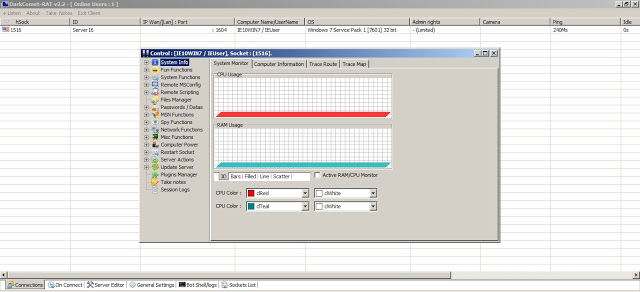 DarkComet-RAT v2.2 - [ Online Users : 1 ]
+ Listen About Take Notes Exit Client
hSock ID IP Wan/[Lan] : Port Computer Name/UserName OS Admin rights Camera Ping Idle
1516 Server16 : 1604 IE10WIN7 / IEUser Windows 7 Service Pack 1 [7601] 32 bit - (Limited) 240Ms 0s
Control : [IE10WIN7 / IEUser], Socket : [1516].
System Info
Fun Functions
System Functions
Remote MSConfig
Remote Scripting
Files Manager
Passwords / Datas
MSN Functions
Spy Functions
Network Functions
Misc Functions
Computer Power
Restart Socket
Server Actions
Update Server
Plugins Manager
Take notes
Session Logs
System Monitor Computer Information Trace Route Trace Map
CPU Usage
RAM Usage
3D Bars | Filled | Line | Scatter | Active RAM/CPU Monitor
CPU Color : clRed clWhite
CPU Color : clTeal clWhite
Connections On Connect Server Editor General Settings Bot Shell/logs Sockets List